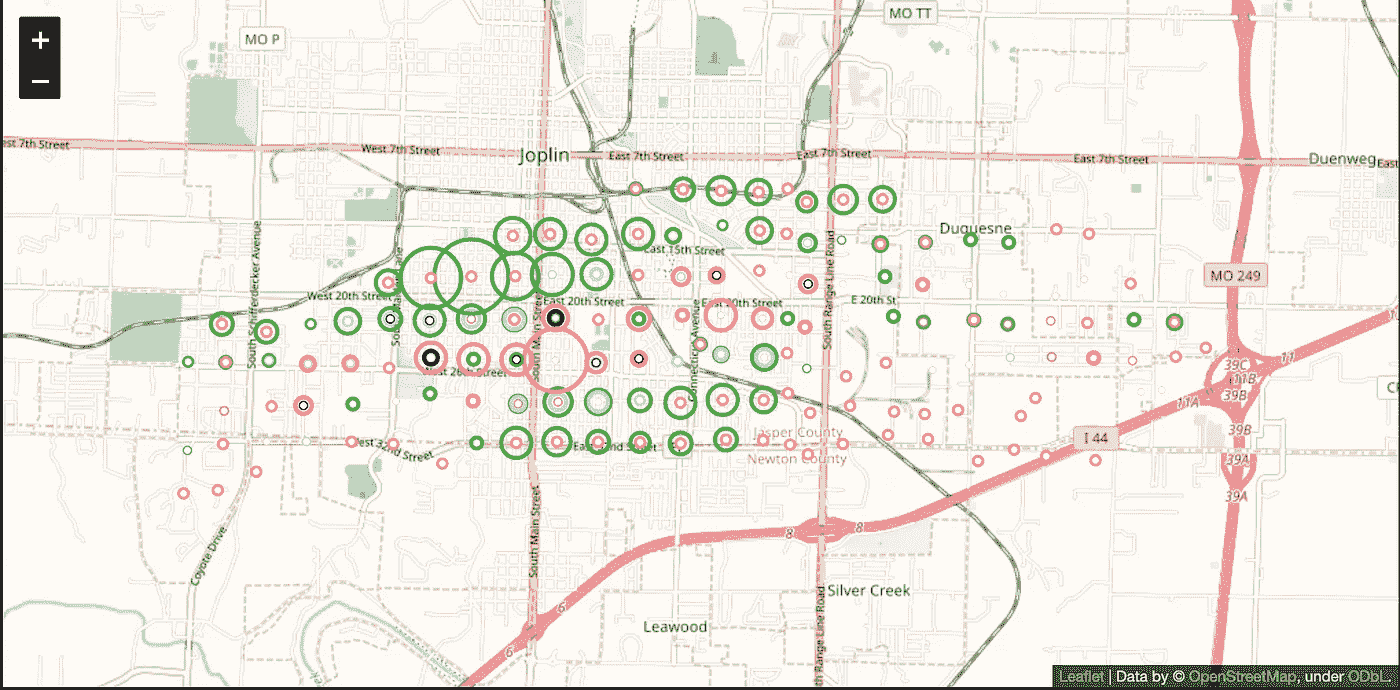 +
−
MO P
MO TT
est 7th Street
West 7th Street
Joplin
East 7th Street
East 7th Street
East 7th Street
Duenweg
East
Duquesne
East 15th Street
MO 249
South Schifferdecker Avenue
West 20th Street
East 20th Street
East 20th Street
E 20th St
South Main Street
Connecticut Avenue
South Range Line Road
11
39C
11B
39B
11A
West 26th Street
Jasper County
Newton County
West 32nd Street
East 32nd Street
I 44
39B
39A
39A
Coyote Drive
South Main Street
8
8
6
6
Silver Creek
Leawood
th Range Line Road
Leaflet | Data by © OpenStreetMap, under ODbL.